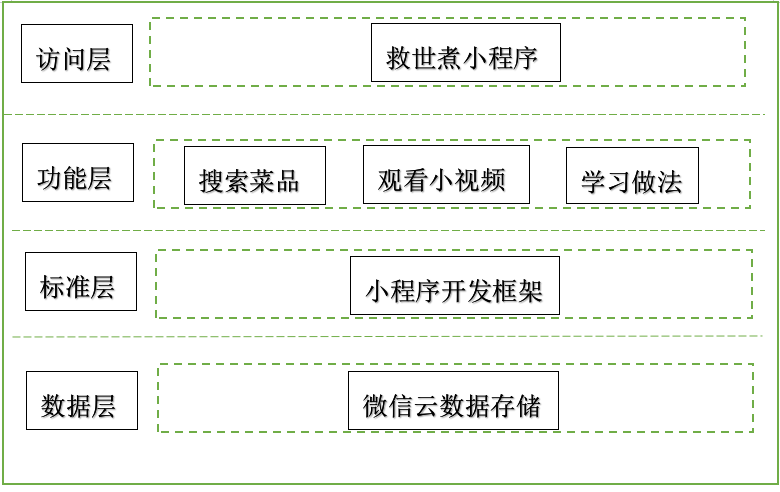 访问层
救世煮小程序
功能层
搜索菜品
观看小视频
学习做法
标准层
小程序开发框架
数据层
微信云数据存储